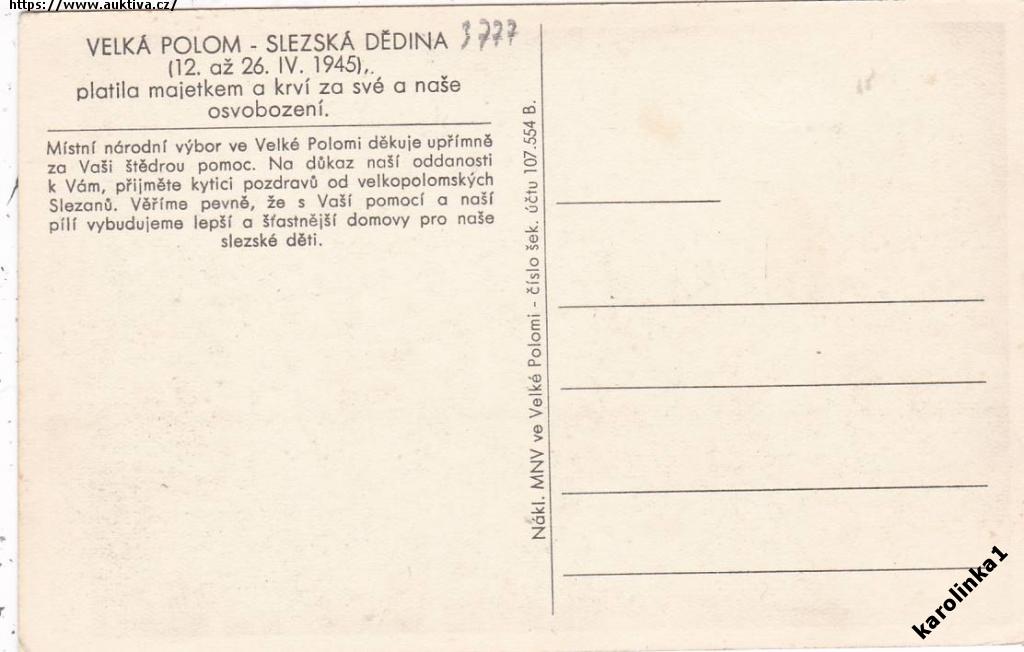 https://www.auktiva.cz/
VELKÁ POLOM - SLEZSKÁ DĚDINA 3777
(12. až 26. IV. 1945),.
platila majetkem a krví za své a naše
osvobození.
Místní národní výbor ve Velké Polomi děkuje upřímně
za Vaši štědrou pomoc. Na důkaz naší oddanosti
k Vám, přijměte kytici pozdravů od velkopolomských
Slezanů. Věříme pevně, že s Vaší pomocí a naší
pílí vybudujeme lepší a šťastnější domovy pro naše
slezské děti.
Nákl. MNV ve Velké Polomi - číslo šek. účtu 107.554 B.
karolinka1